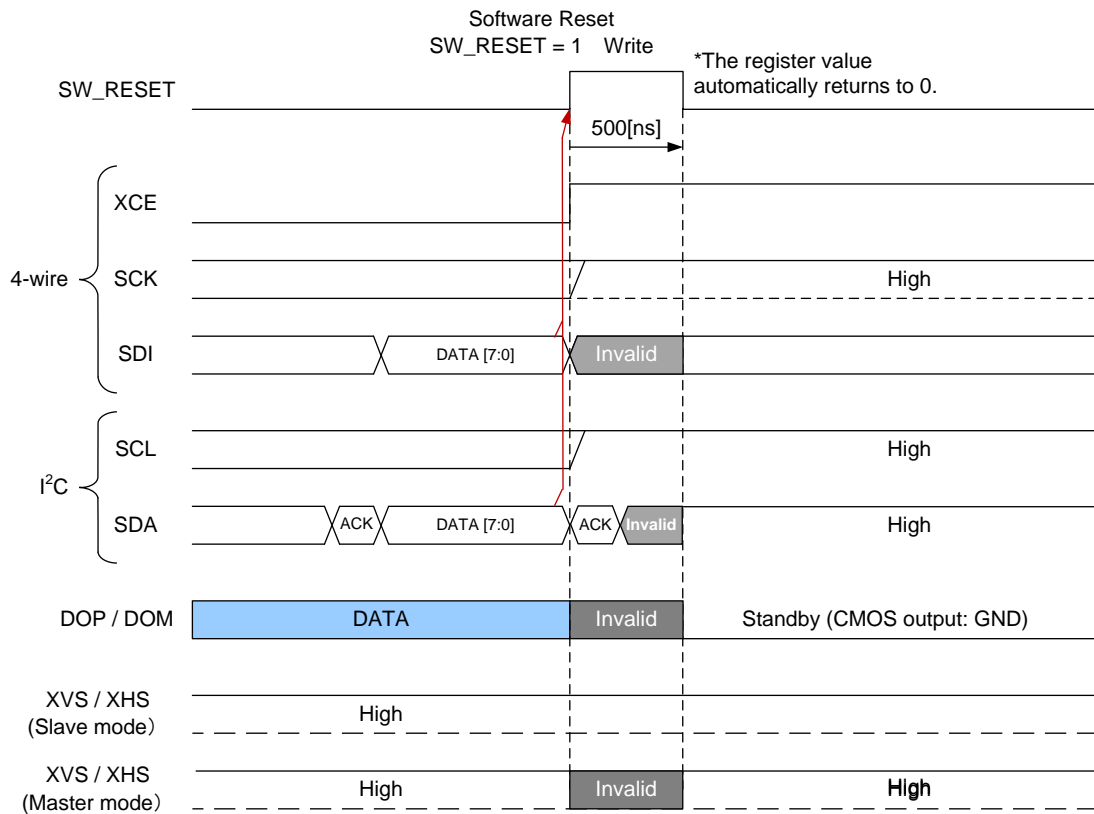 Software Reset
SW_RESET = 1 Write
*The register value
automatically returns to 0.
SW_RESET
500[ns]
XCE
4-wire
SCK
High
SDI
DATA [7:0]
Invalid
SCL
High
I²C
SDA
ACK
DATA [7:0]
ACK
Invalid
High
DOP / DOM
DATA
Invalid
Standby (CMOS output: GND)
XVS / XHS
(Slave mode)
High
XVS / XHS
(Master mode)
High
Invalid
High